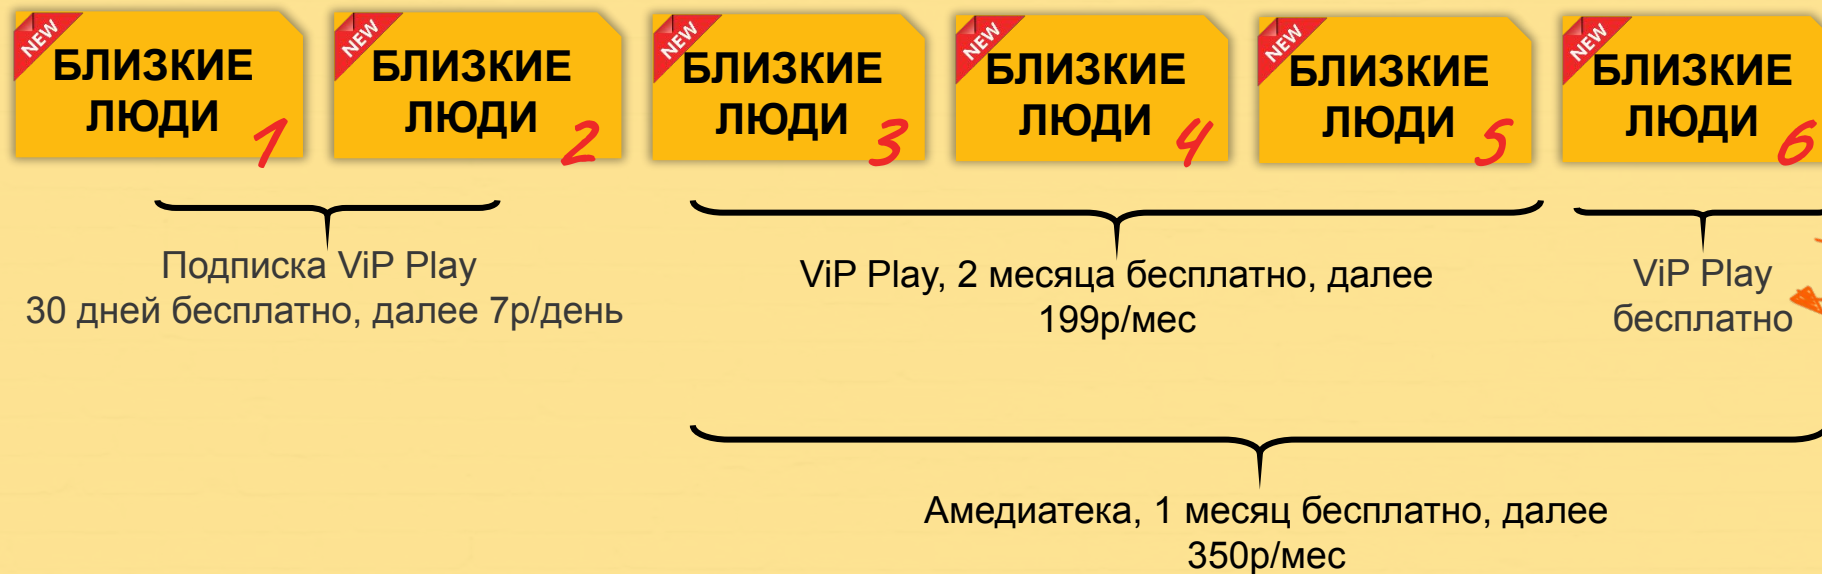 NEW
БЛИЗКИЕ
ЛЮДИ 1
NEW
БЛИЗКИЕ
ЛЮДИ 2
NEW
БЛИЗКИЕ
ЛЮДИ 3
NEW
БЛИЗКИЕ
ЛЮДИ 4
NEW
БЛИЗКИЕ
ЛЮДИ 5
NEW
БЛИЗКИЕ
ЛЮДИ 6
Подписка ViP Play
30 дней бесплатно, далее 7р/день
ViP Play, 2 месяца бесплатно, далее
199р/мес
ViP Play
бесплатно
Амедиатека, 1 месяц бесплатно, далее
350р/мес